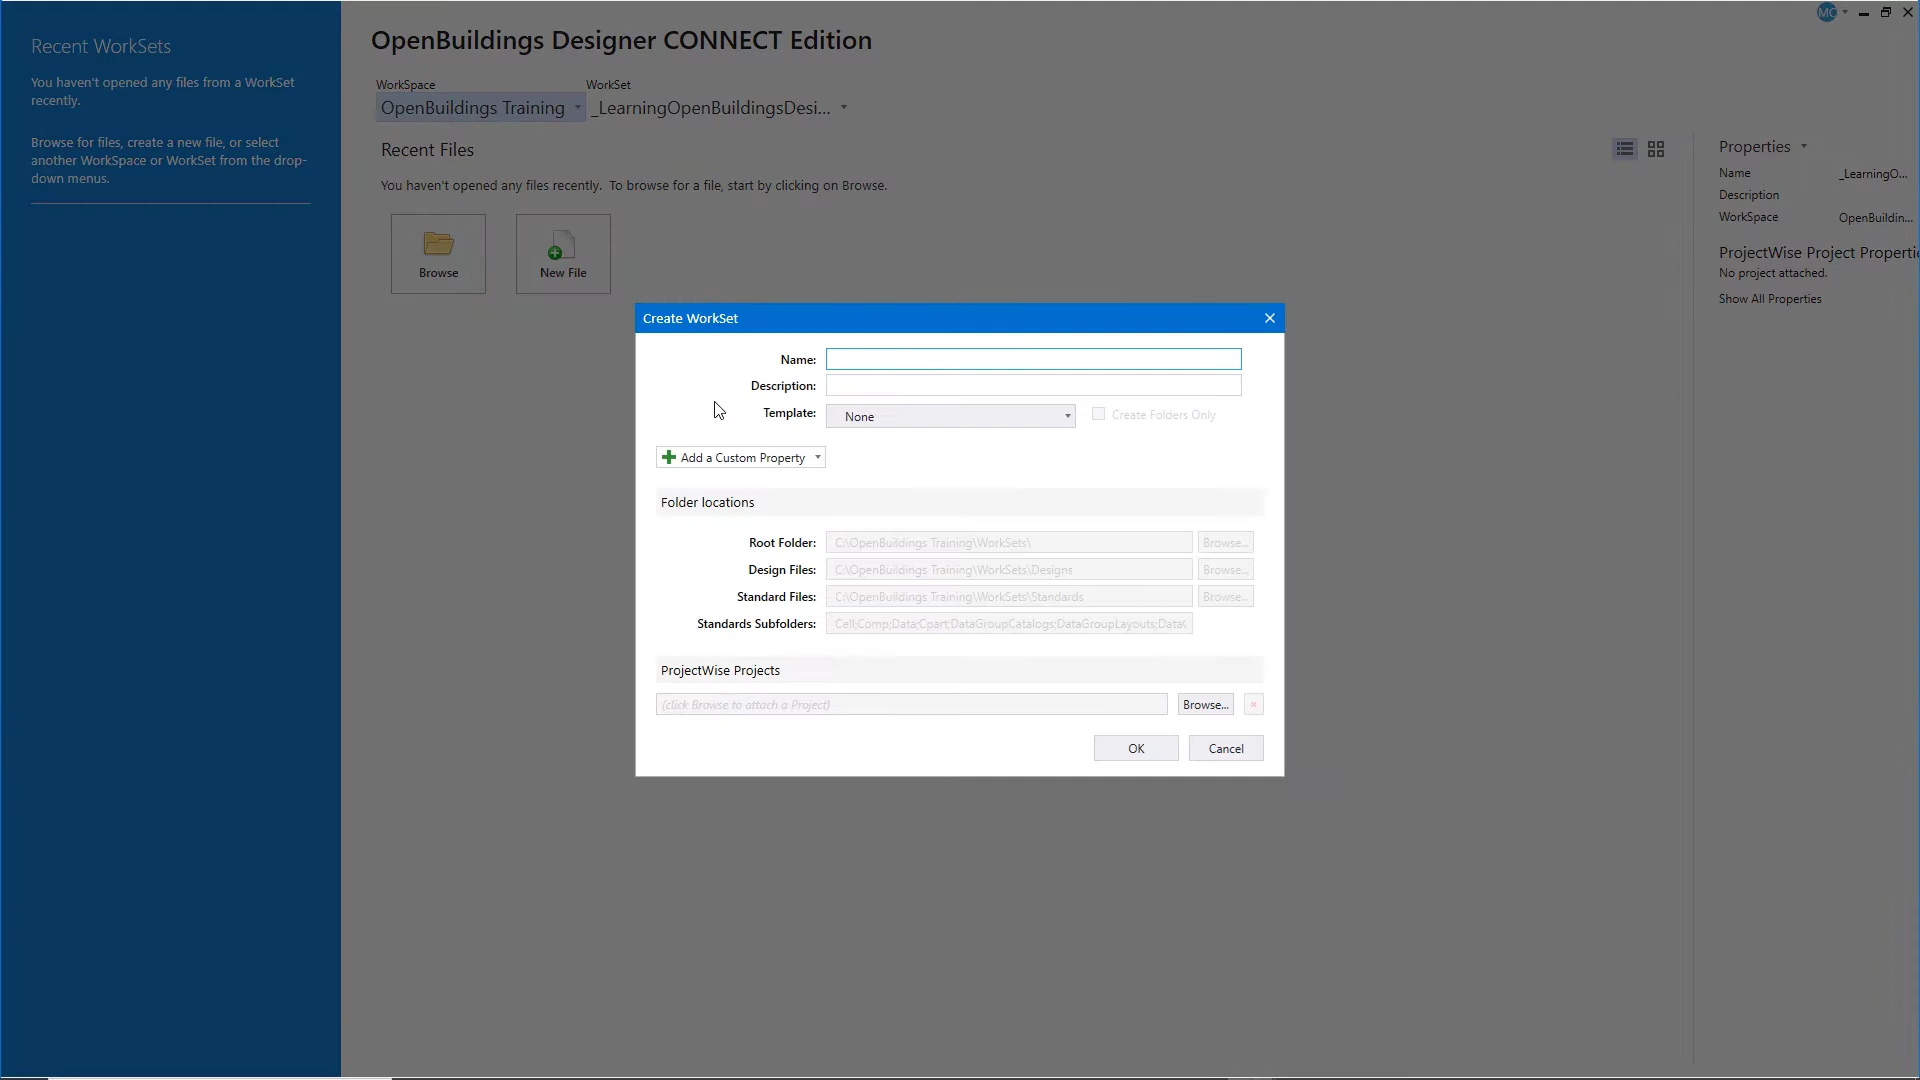 Recent WorkSets
You haven't opened any files from a WorkSet
recently.
Browse for files, create a new file, or select
another WorkSpace or WorkSet from the drop-
down menus.
MC
OpenBuildings Designer CONNECT Edition
WorkSpace
WorkSet
OpenBuildings Training
_LearningOpenBuildingsDesi...
Recent Files
You haven't opened any files recently.  To browse for a file, start by clicking on Browse.
Browse
New File
Properties
Name
_LearningO...
Description
WorkSpace
OpenBuildin...
ProjectWise Project Properti
No project attached.
Show All Properties
Create WorkSet
Name:
Description:
Template:
None
Create Folders Only
Add a Custom Property
Folder locations
Root Folder:
C:\OpenBuildings Training\WorkSets\
Browse...
Design Files:
C:\OpenBuildings Training\WorkSets\Designs
Browse...
Standard Files:
C:\OpenBuildings Training\WorkSets\Standards
Browse...
Standards Subfolders:
Cell;Comp;Data;Cpart;DataGroupCatalogs;DataGroupLayouts;Data
ProjectWise Projects
(click Browse to attach a Project)
Browse...
OK
Cancel